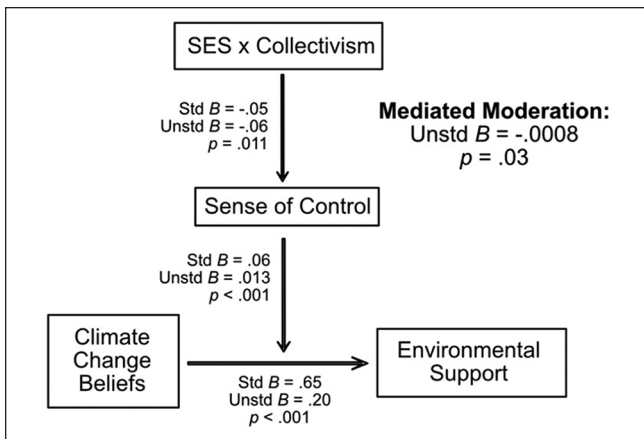 SES x Collectivism
Std B = -.05
Unstd B = -.06
p = .011
Mediated Moderation:
Unstd B = -.0008
p = .03
Sense of Control
Std B = .06
Unstd B = .013
p < .001
Climate
Change
Beliefs
Environmental
Support
Std B = .65
Unstd B = .20
p < .001